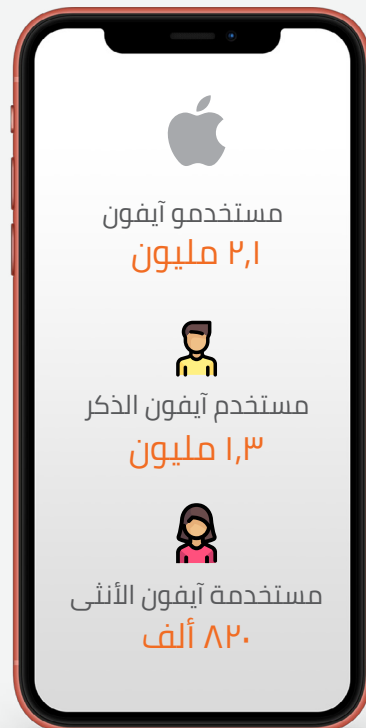 مستخدمو آيفون
٢,١ مليون
مستخدم آيفون الذكر
١,٣ مليون
مستخدمة آيفون الأنثى
٨٢٠ ألف